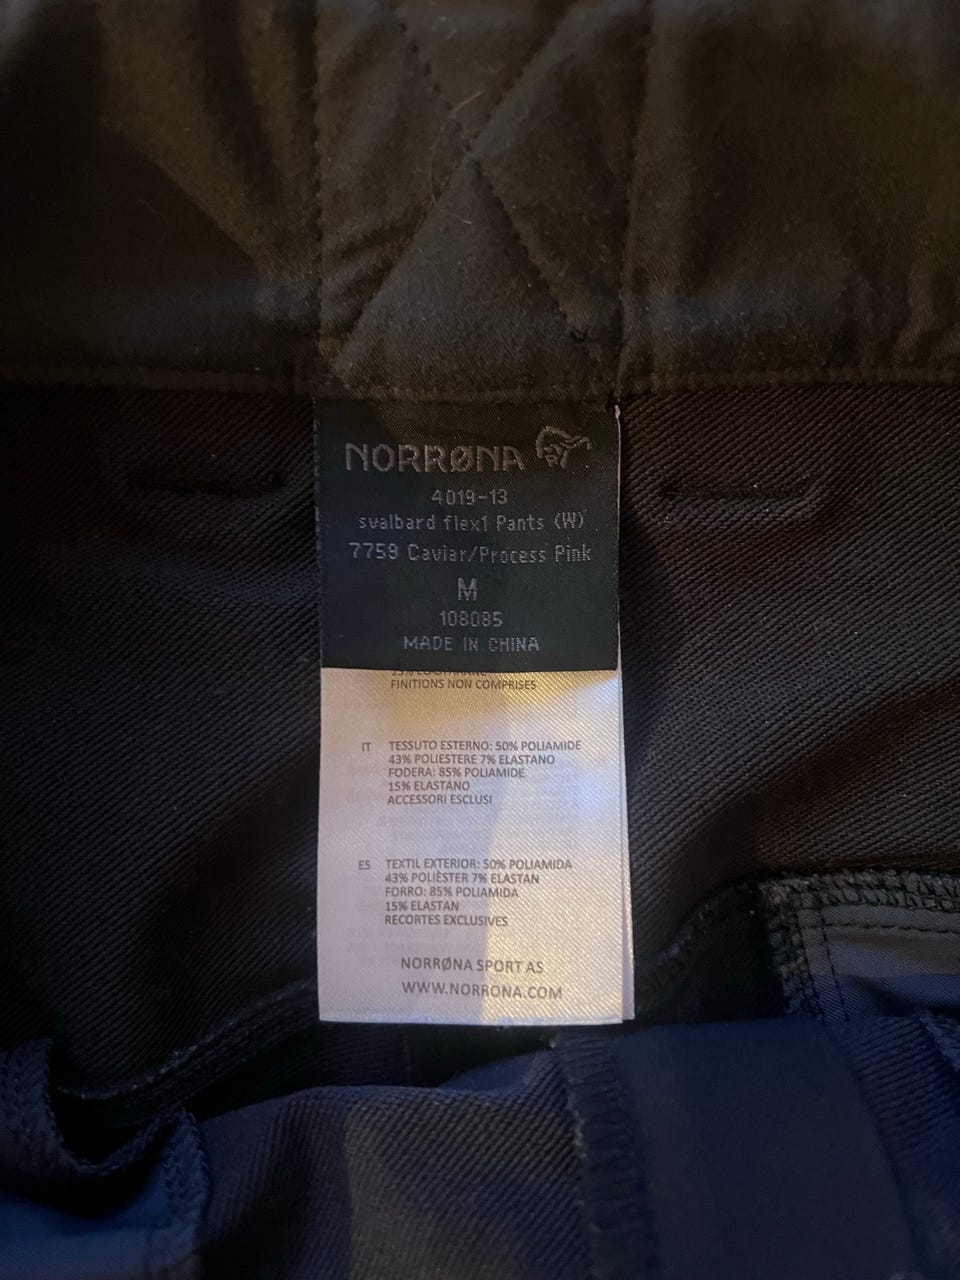 NORRØNA
4019-13
svalbard flex1 Pants (W)
7759 Caviar/Process Pink
M
108085
MADE IN CHINA
FINITIONS NON COMPRISES
IT TESSUTO ESTERNO: 50% POLIAMIDE
43% POLIESTERE 7% ELASTANO
FODERA: 85% POLIAMIDE
15% ELASTANO
ACCESSORI ESCLUSI
ES TEXTIL EXTERIOR: 50% POLIAMIDA
43% POLIÈSTER 7% ELASTAN
FORRO: 85% POLIAMIDA
15% ELASTAN
RECORTES EXCLUSIVES
NORRØNA SPORT AS
WWW.NORRONA.COM